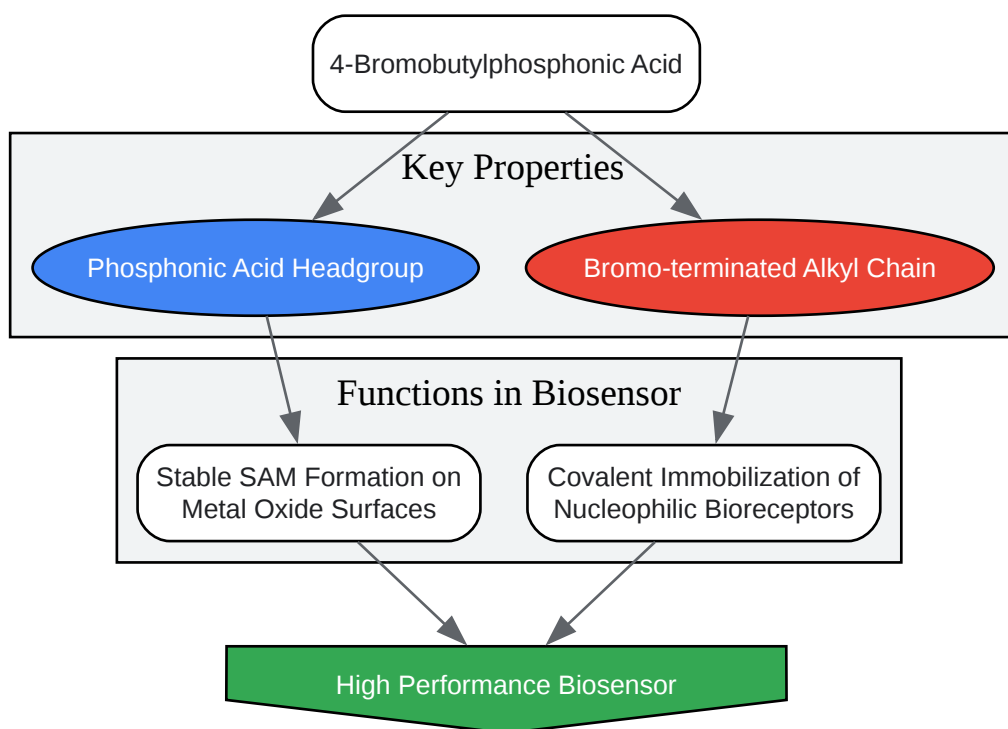 4-Bromobutylphosphonic Acid
Key Properties
Phosphonic Acid Headgroup
Bromo-terminated Alkyl Chain
Functions in Biosensor
Stable SAM Formation on
Metal Oxide Surfaces
Covalent Immobilization of
Nucleophilic Bioreceptors
High Performance Biosensor